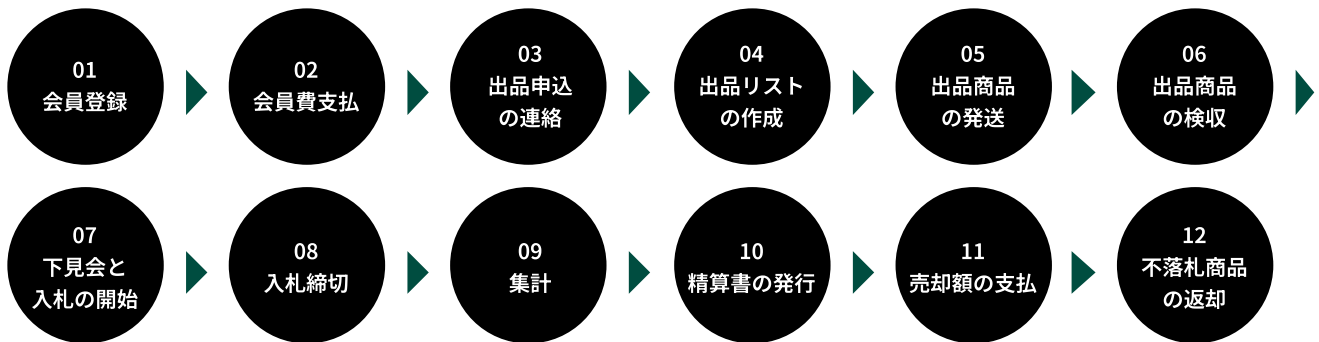 01
会員登録
02
会員費支払
03
出品申込
の連絡
04
出品リスト
の作成
05
出品商品
の発送
06
出品商品
の検収
07
下見会と
入札の開始
08
入札締切
09
集計
10
精算書の発行
11
売却額の支払
12
不落札商品
の返却